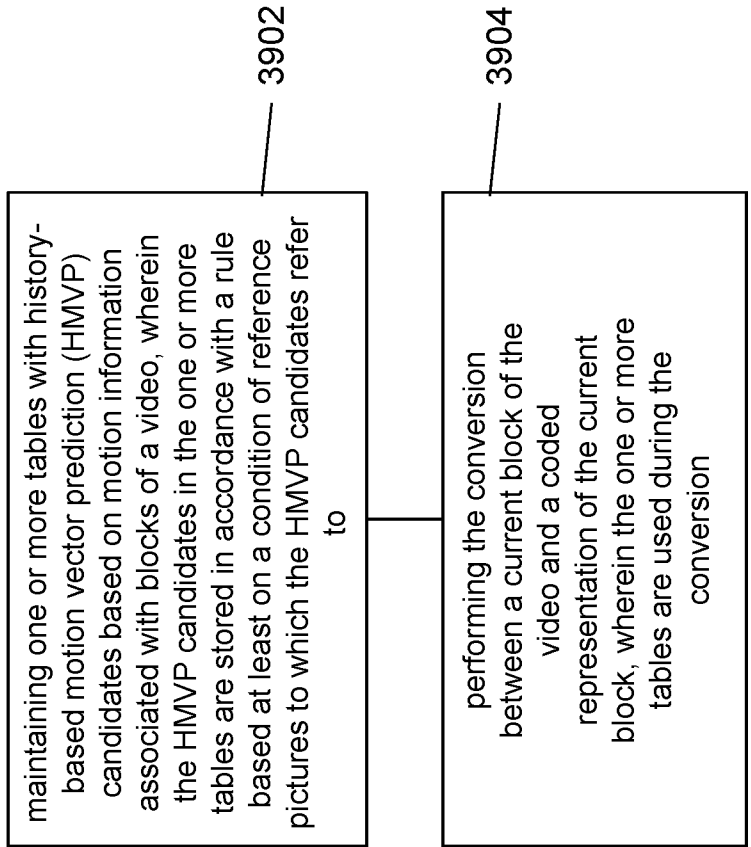 maintaining one or more tables with history-
based motion vector prediction (HMVP)
candidates based on motion information
associated with blocks of a video, wherein
the HMVP candidates in the one or more
tables are stored in accordance with a rule
based at least on a condition of reference
pictures to which the HMVP candidates refer
to
3902
performing the conversion
between a current block of the
video and a coded
representation of the current
block, wherein the one or more
tables are used during the
conversion
3904